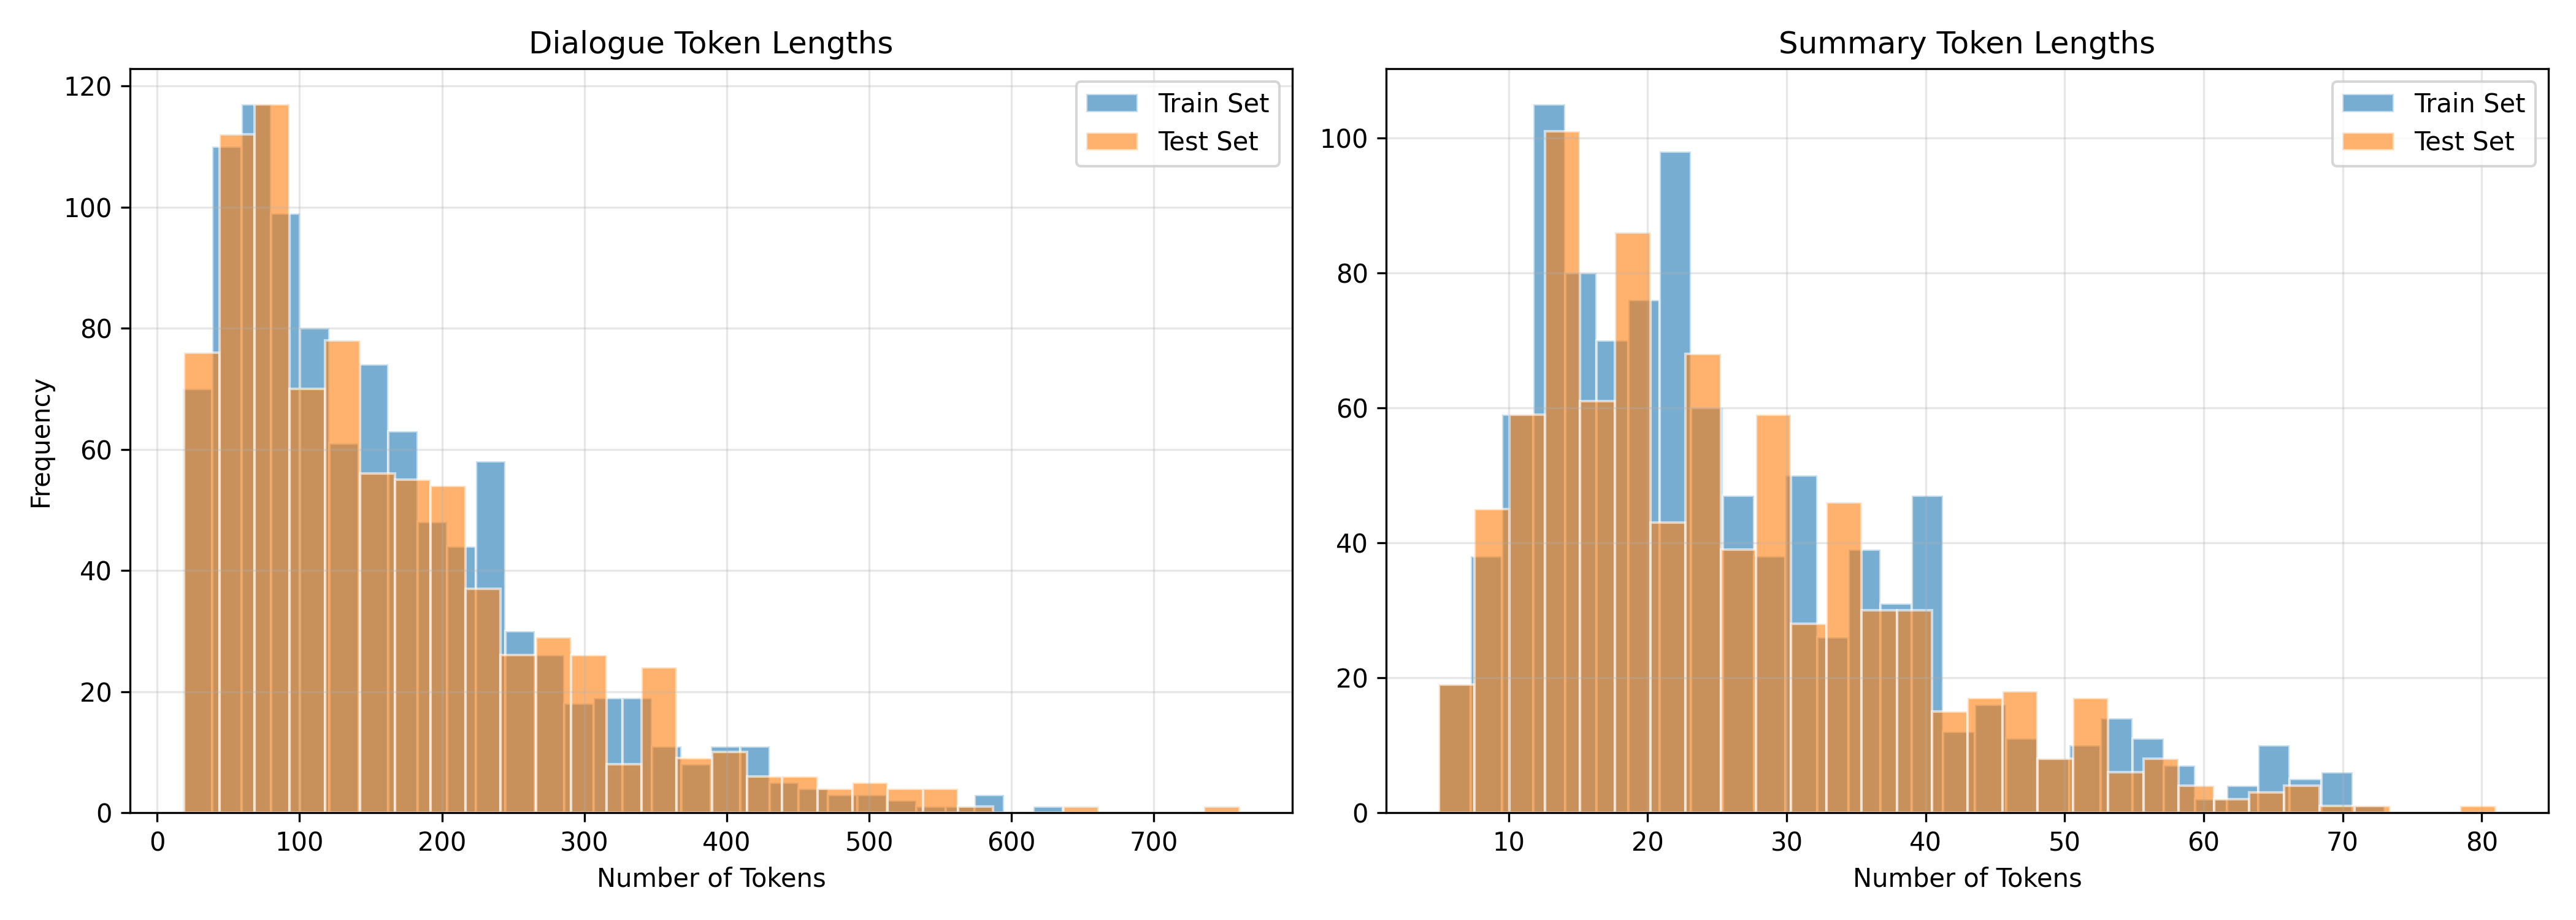 Dialogue Token Lengths
120
100
80
60
40
20
0
Frequency
0 100 200 300 400 500 600 700
Number of Tokens
Train Set
Test Set
Summary Token Lengths
100
80
60
40
20
0
10 20 30 40 50 60 70 80
Number of Tokens
Train Set
Test Set